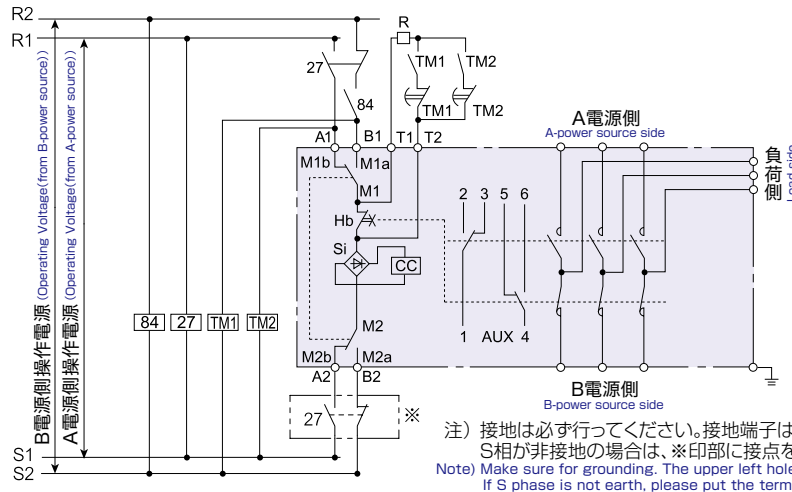 R2
R1
B電源側操作電源 (Operating Voltage(from B-power source))
A電源側操作電源 (Operating Voltage(from A-power source))
R
27
84
TM1
TM2
TM1
TM2
A1
B1
T1
T2
A電源側
A-power source side
M1b
M1a
M1
Hb
Si
CC
2
3
5
6
負荷側
Load side
84
27
TM1
TM2
M2
1
AUX
4
M2b
M2a
A2
B2
B電源側
B-power source side
27
※
S1
S2
注) 接地は必ず行ってください。接地端子は
S相が非接地の場合は、※印部に接点を
Note) Make sure for grounding. The upper left hole
If S phase is not earth, please put the term